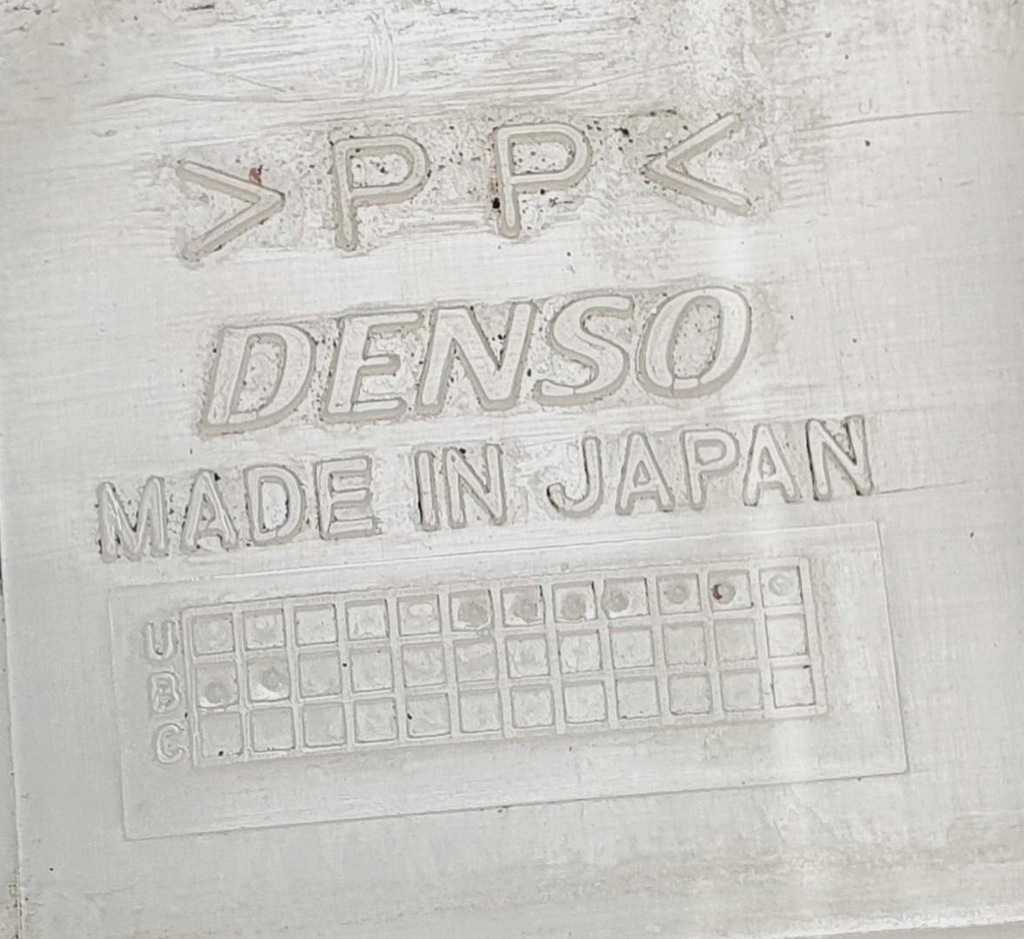 >PP<
DENSO
MADE IN JAPAN
U
B
C